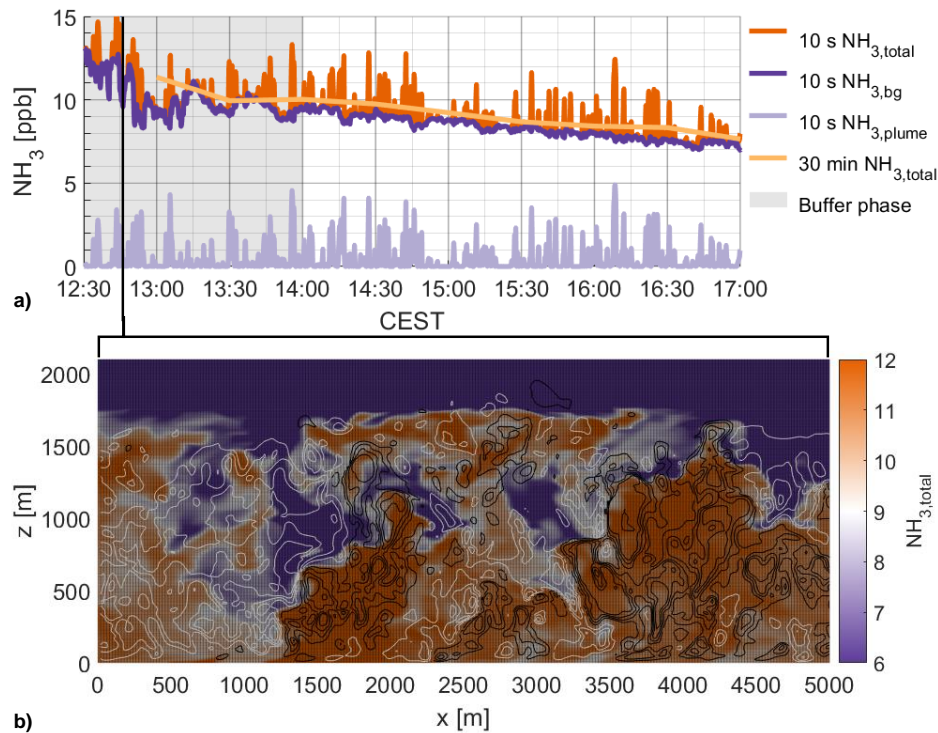 15
10
5
0
NH3 [ppb]
12:30 13:00 13:30 14:00 14:30 15:00 15:30 16:00 16:30 17:00
CEST
a)
10 s NH3,total
10 s NH3,bg
10 s NH3,plume
30 min NH3,total
Buffer phase
2000
1500
1000
500
0
z [m]
0 500 1000 1500 2000 2500 3000 3500 4000 4500 5000
x [m]
b)
12
11
10
9
8
7
6
NH3,total